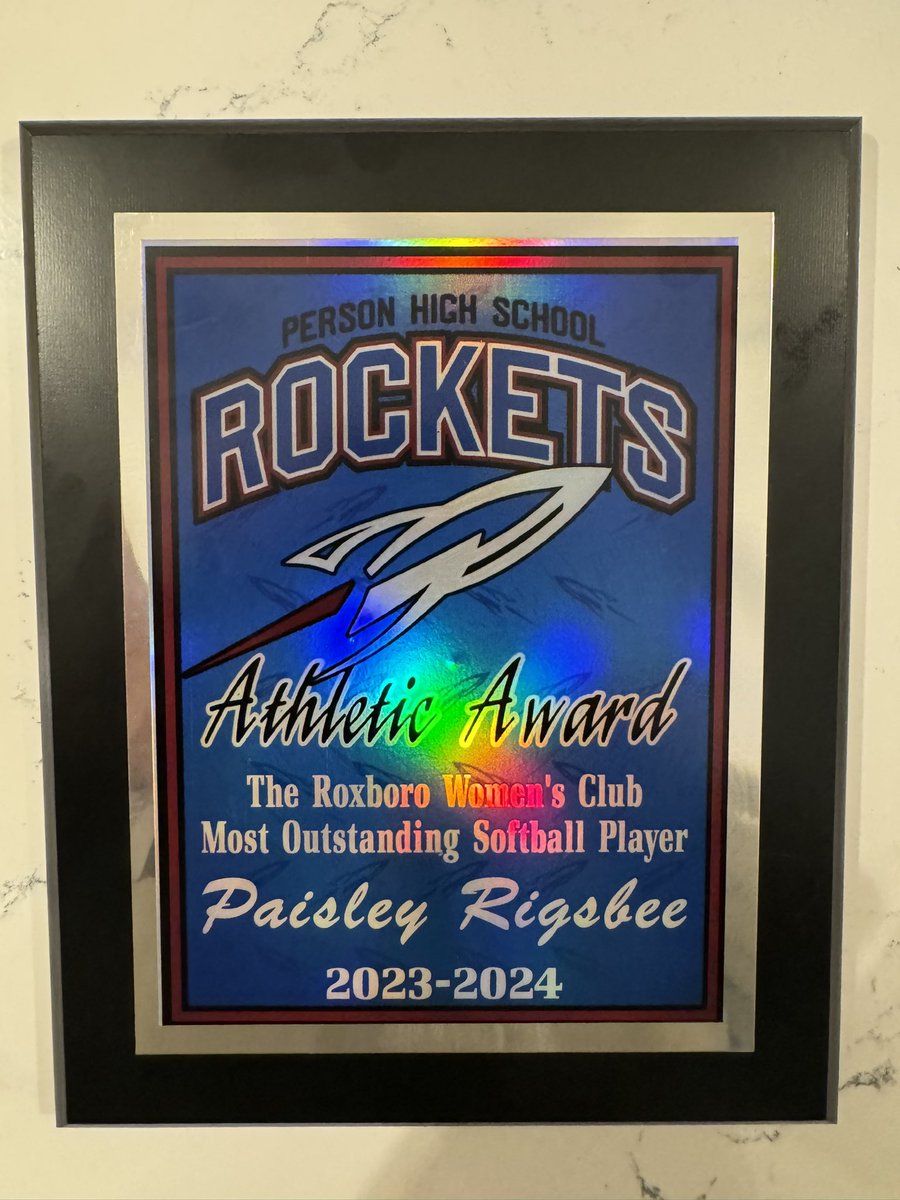 PERSON HIGH SCHOOL
ROCKETS
Athletic Award
The Roxboro Women's Club
Most Outstanding Softball Player
Paisley Rigsbee
2023-2024